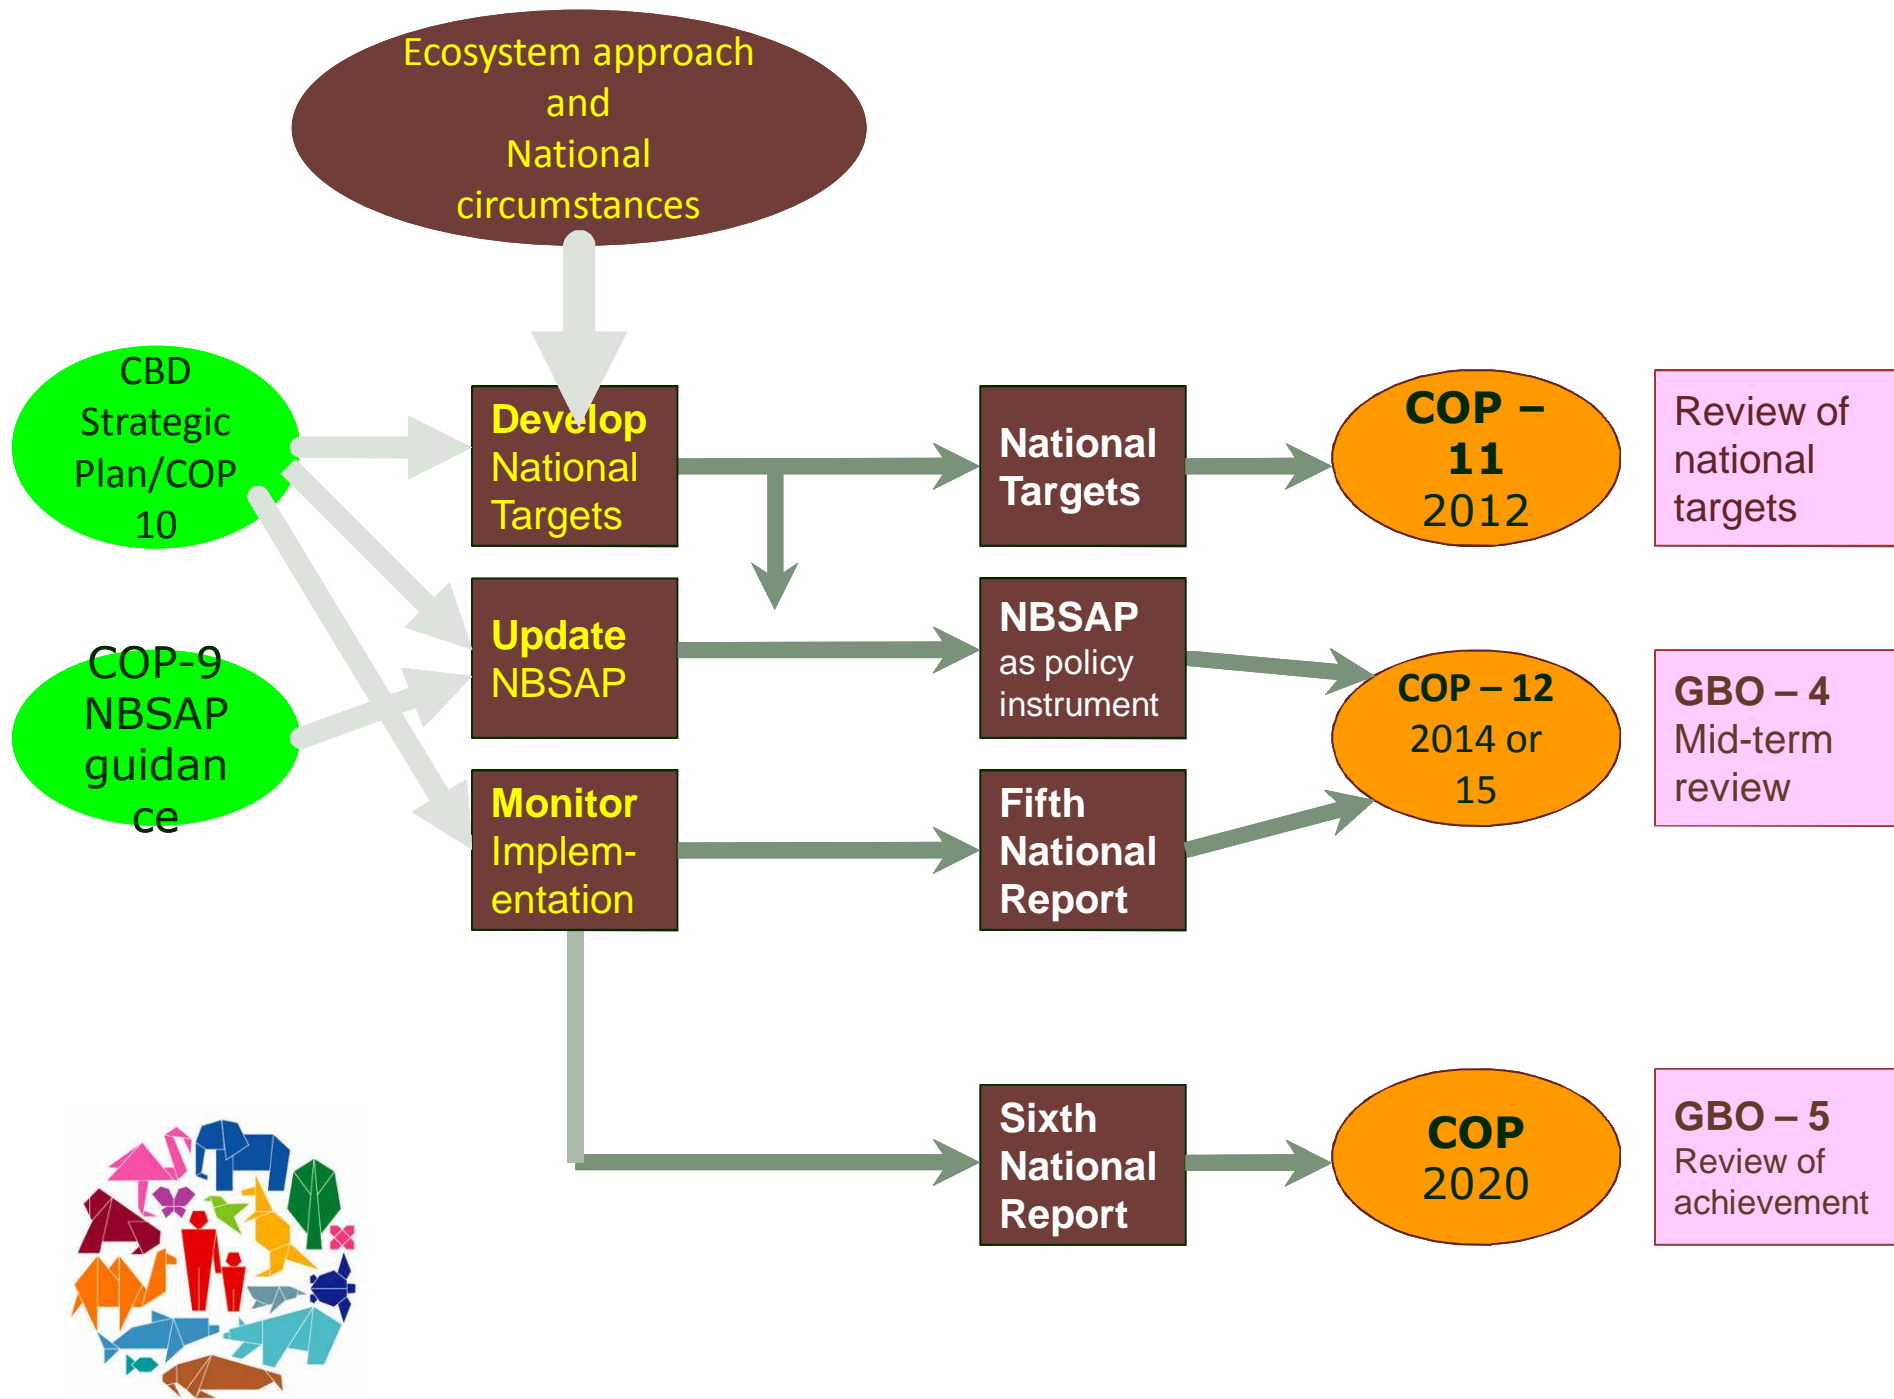 Ecosystem approach
and
National
circumstances
CBD
Strategic
Plan/COP
10
Develop
National
Targets
National
Targets
COP –
11
2012
Review of
national
targets
COP-9
NBSAP
guidan
ce
Update
NBSAP
NBSAP
as policy
instrument
COP – 12
2014 or
15
GBO – 4
Mid-term
review
Monitor
Implem-
entation
Fifth
National
Report
Sixth
National
Report
COP
2020
GBO – 5
Review of
achievement